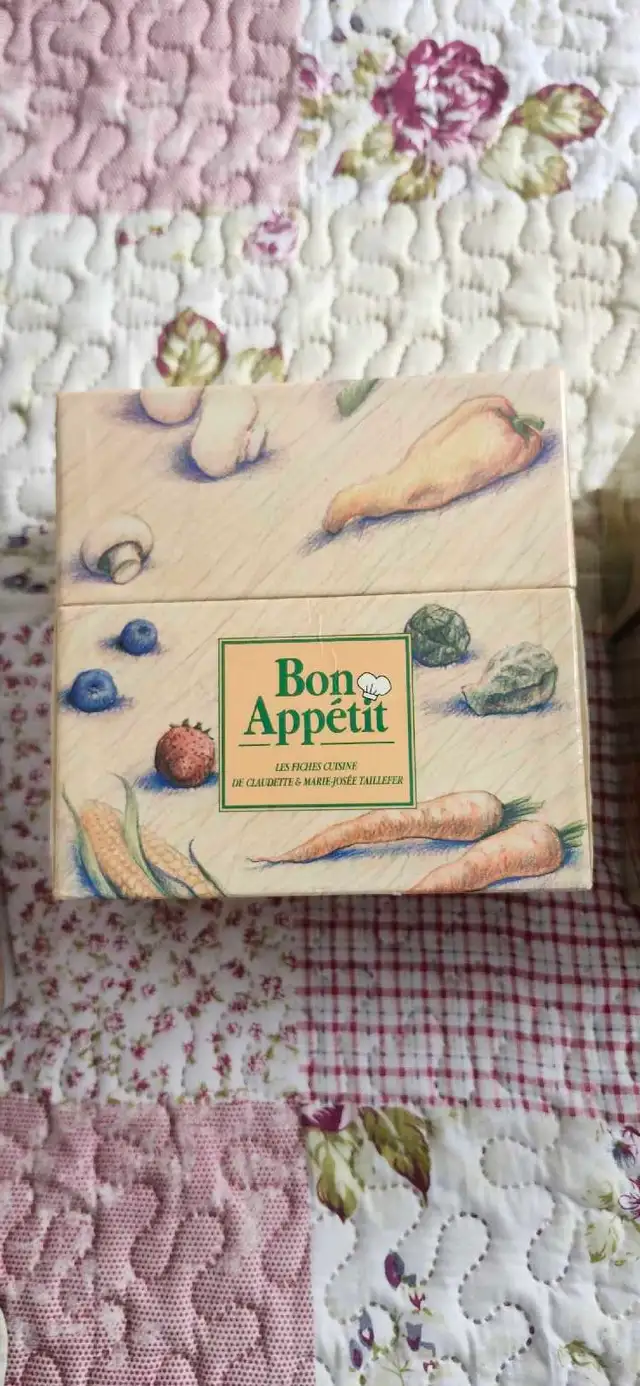 Bon
Appétit
LES FICHES CUISINE
DE CLAUDETTE & MARIE-JOSÉE TAILLEFER